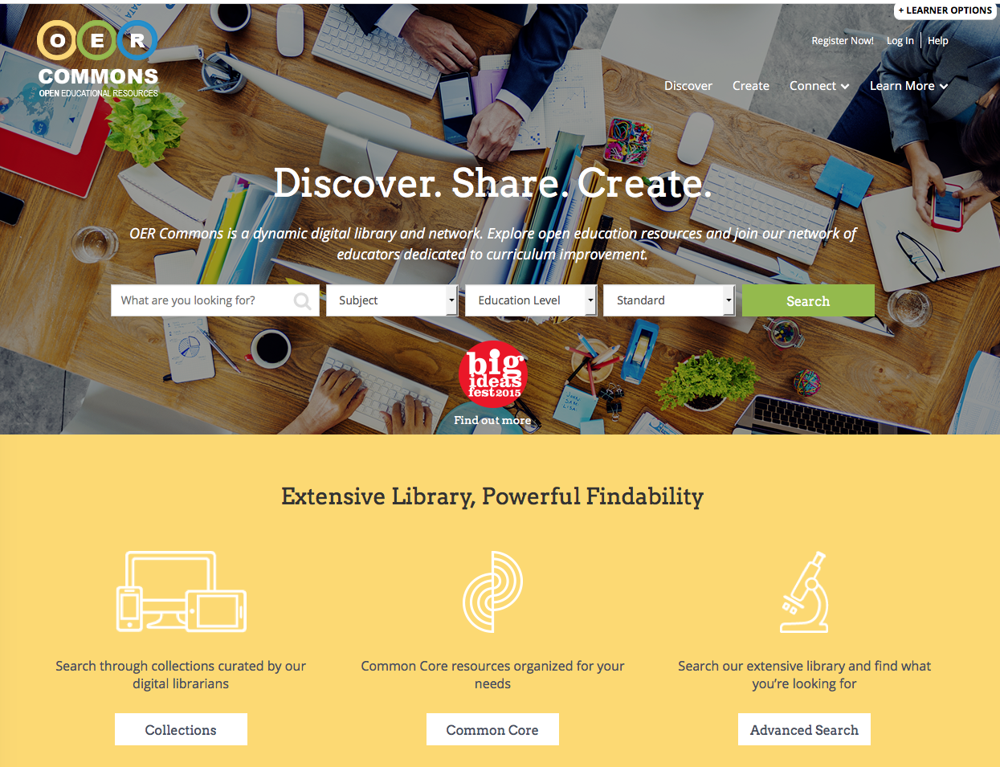 + LEARNER OPTIONS
O E R
COMMONS
OPEN EDUCATIONAL RESOURCES
Register Now! Log In Help
Discover Create Connect Learn More
Discover. Share. Create.
OER Commons is a dynamic digital library and network. Explore open education resources and join our network of
educators dedicated to curriculum improvement.
What are you looking for? Subject Education Level Standard Search
big
ideas
fest2015
Find out more
Extensive Library, Powerful Findability
Search through collections curated by our
digital librarians
Collections
Common Core resources organized for your
needs
Common Core
Search our extensive library and find what
you’re looking for
Advanced Search